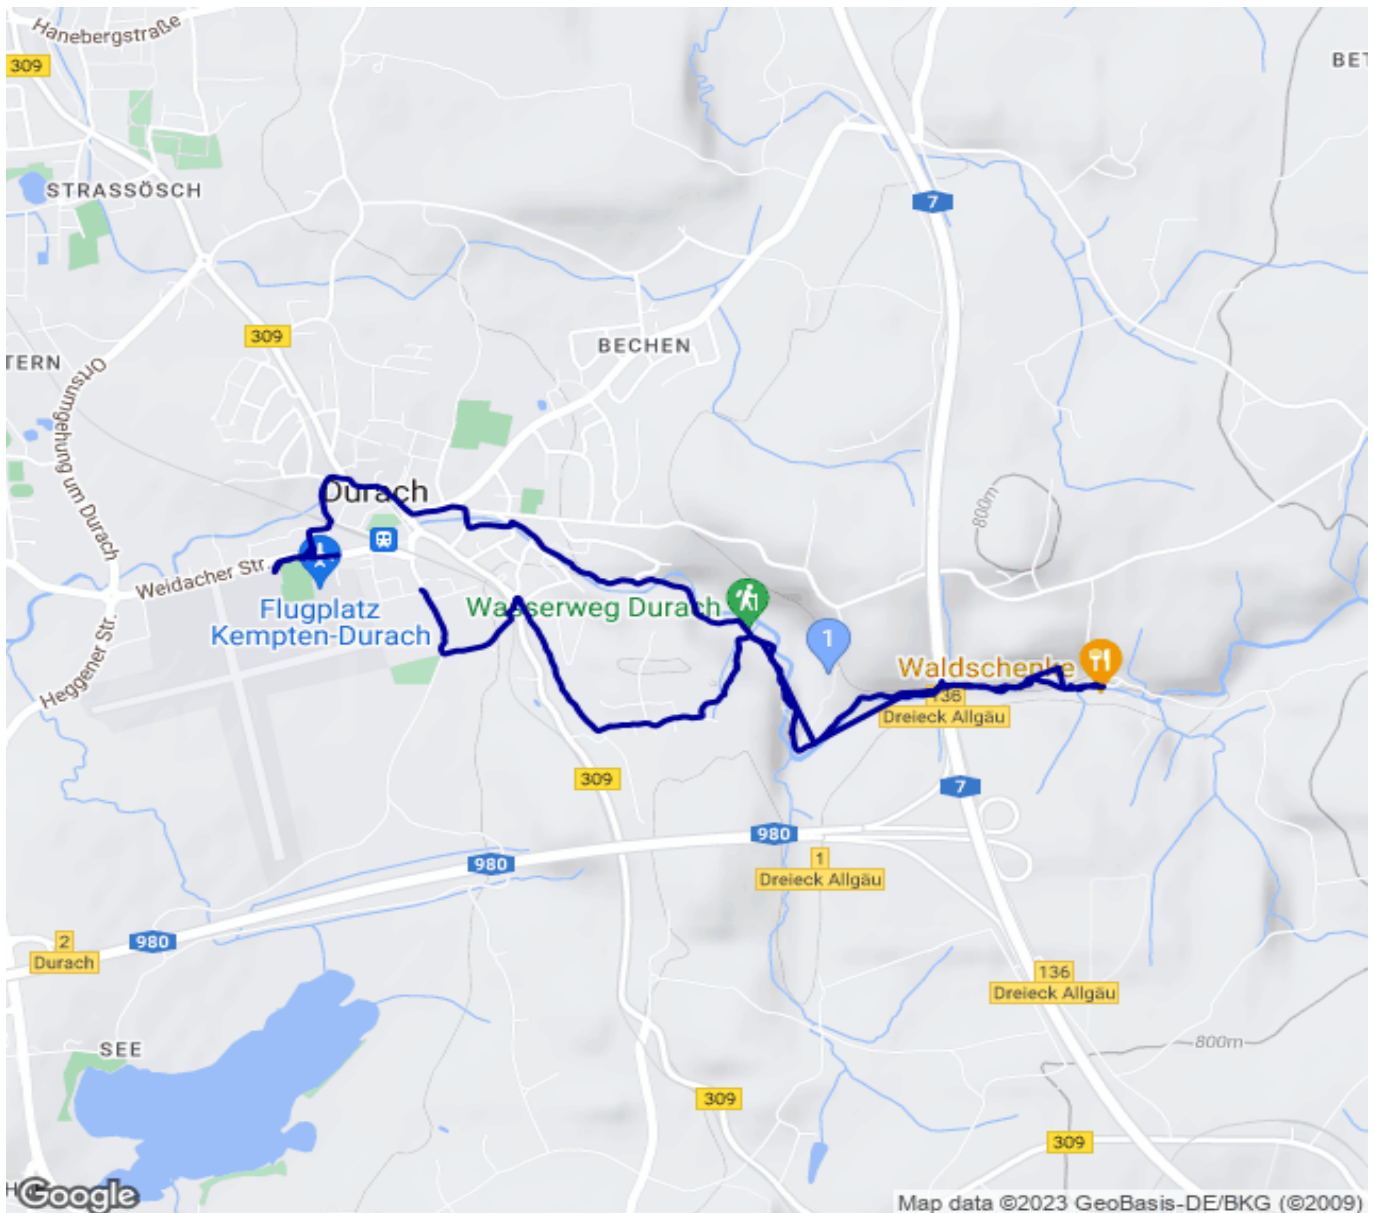 Hanebergstraße
309
BET
STRASSÖSCH
7
309
BECHEN
TERN
Ortsumgehung um Durach
800m
Durach
Weidacher Str.
Flugplatz
Kempten-Durach
Wasserweg Durach
1
Waldschenke
136
Dreieck Allgäu
Heggener Str.
309
7
980
980
1
Dreieck Allgäu
980
2
Durach
136
Dreieck Allgäu
SEE
800m
309
309
Google
Map data ©2023 GeoBasis-DE/BKG (©2009)